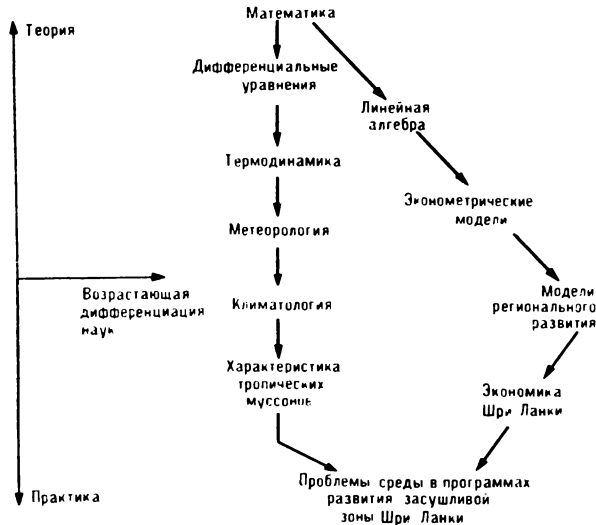 Математика
Теория
Дифференциальные
уравнения
Линейная
алгебра
Термодинамика
Эконометрические
модели
Метеорология
Возрастающая
дифференциация
наук
Климатология
Модели
регионального
развития
Характеристика
тропических
муссонов
Экономика
Шри Ланки
Проблемы среды в программах
развития засушливой
зоны Шри Ланки
Практика